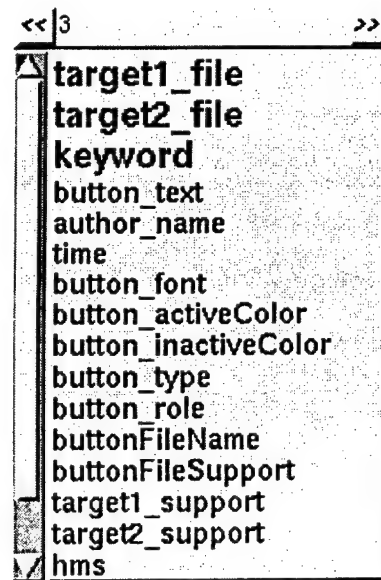 << 3 >>
target1_file
target2_file
keyword
button_text
author_name
time
button_font
button_activeColor
button_inactiveColor
button_type
button_role
buttonFileName
buttonFileSupport
target1_support
target2_support
hms